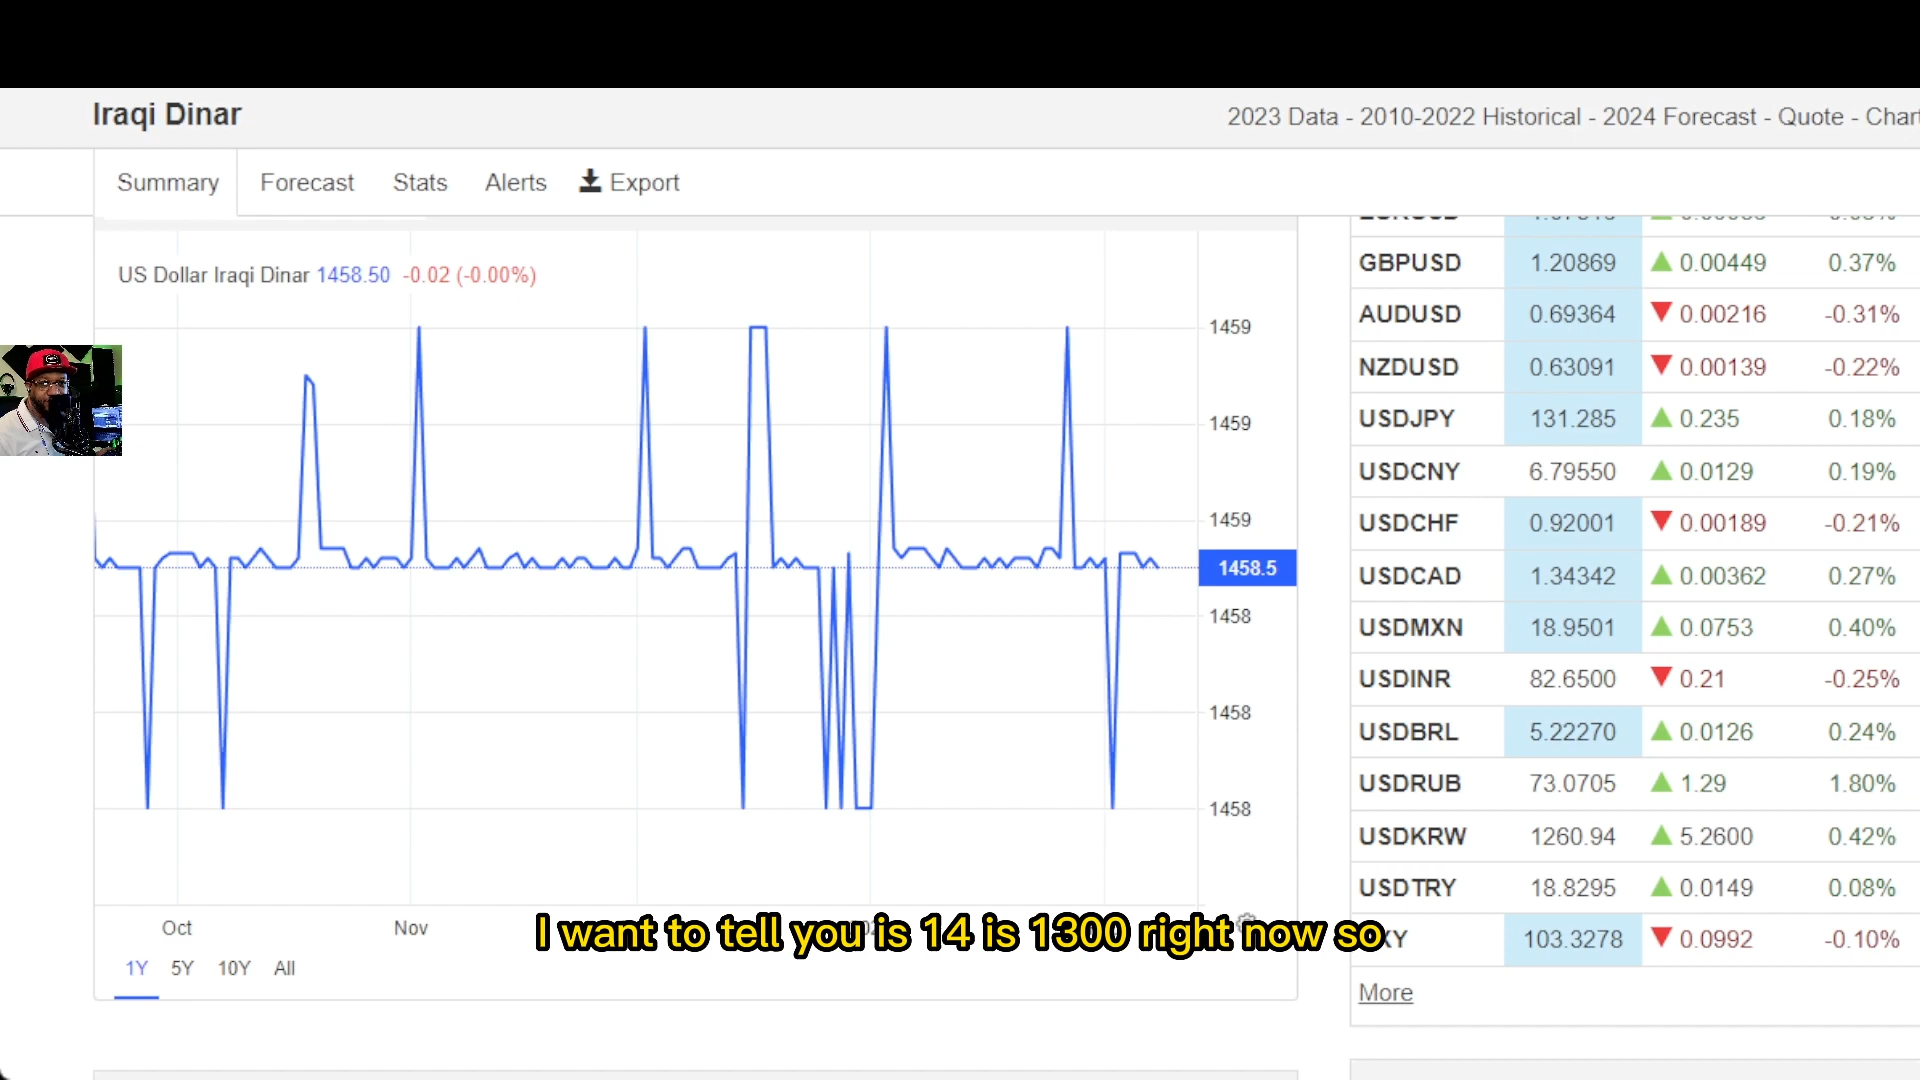 Iraqi Dinar
2023 Data - 2010-2022 Historical - 2024 Forecast - Quote - Chart
Summary Forecast Stats Alerts Export
US Dollar Iraqi Dinar 1458.50 -0.02 (-0.00%)
1459
1459
1459
1458.5
1458
1458
1458
Oct Nov
1Y 5Y 10Y All
GBPUSD 1.20869 0.00449 0.37%
AUDUSD 0.69364 0.00216 -0.31%
NZDUSD 0.63091 0.00139 -0.22%
USDJPY 131.285 0.235 0.18%
USDCNY 6.79550 0.0129 0.19%
USDCHF 0.92001 0.00189 -0.21%
USDCAD 1.34342 0.00362 0.27%
USDMXN 18.9501 0.0753 0.40%
USDINR 82.6500 0.21 -0.25%
USDBRL 5.22270 0.0126 0.24%
USDRUB 73.0705 1.29 1.80%
USDKRW 1260.94 5.2600 0.42%
USDTRY 18.8295 0.0149 0.08%
XY 103.3278 0.0992 -0.10%
More
I want to tell you is 14 is 1300 right now so